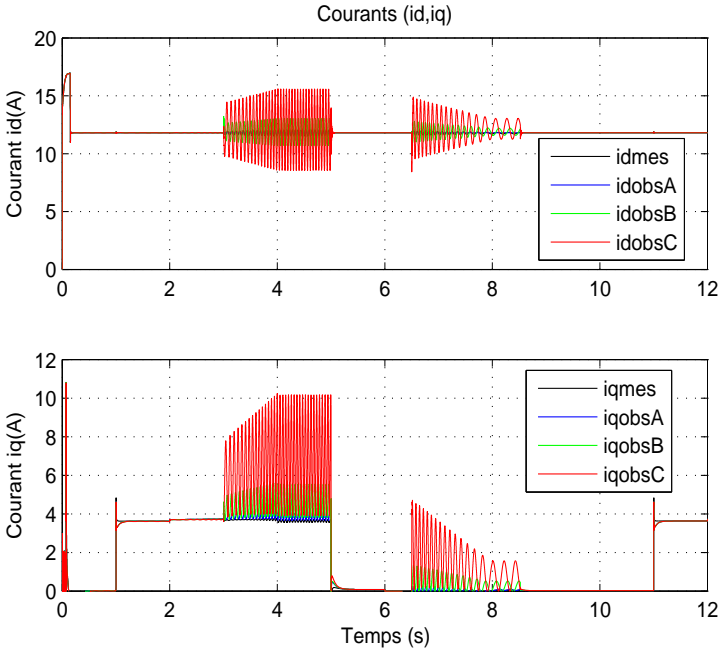 Courants (id,iq)
Courant id(A)
20
15
10
5
0
0
2
4
6
8
10
12
idmes
idobsA
idobsB
idobsC
Courant iq(A)
12
10
8
6
4
2
0
0
2
4
6
8
10
12
iqmes
iqobsA
iqobsB
iqobsC
Temps (s)